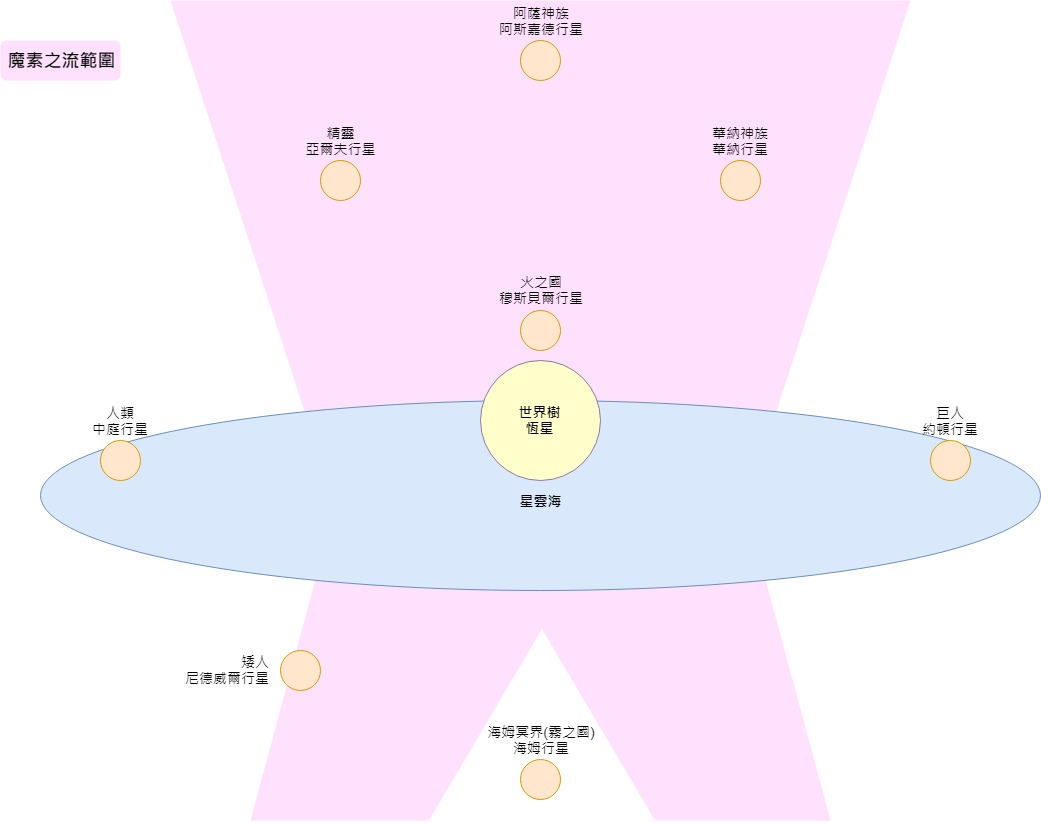 阿薩神族
阿斯嘉德行星
魔素之流範圍
精靈
亞爾夫行星
華納神族
華納行星
火之國
穆斯貝爾行星
世界樹
恆星
人類
中庭行星
巨人
約頓行星
星雲海
矮人
尼德威爾行星
海姆冥界(霧之國)
海姆行星